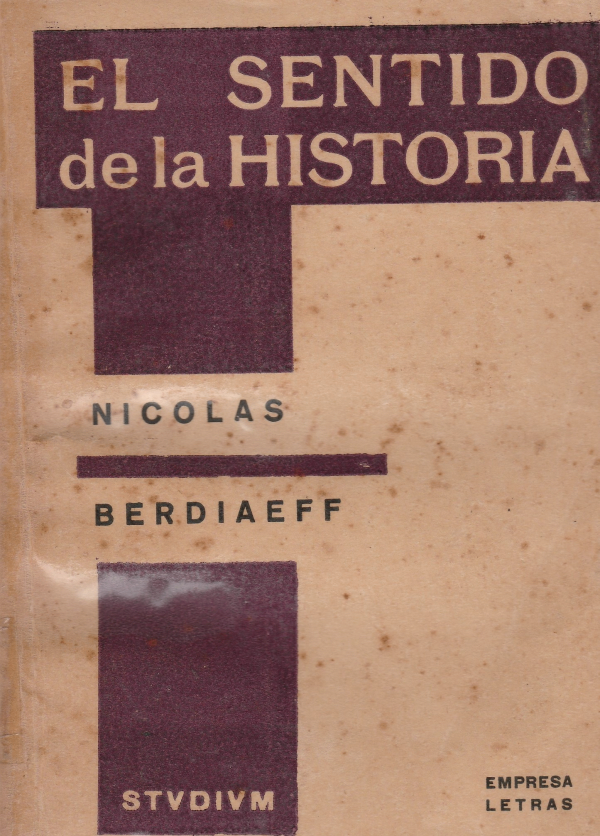 EL SENTIDO
de la HISTORIA
NICOLAS
BERDIAEFF
STVDIVM
EMPRESA
LETRAS